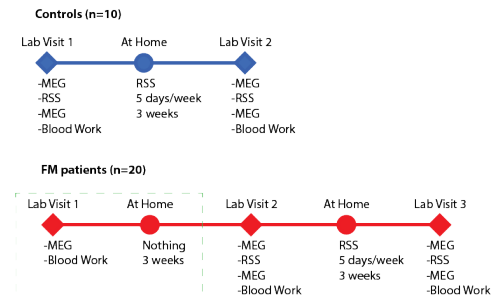 Controls (n=10)
Lab Visit 1 At Home Lab Visit 2
-MEG RSS -MEG
-RSS 5 days/week -RSS
-MEG 3 weeks -MEG
-Blood Work -Blood Work
FM patients (n=20)
Lab Visit 1 At Home Lab Visit 2 At Home Lab Visit 3
-MEG Nothing -MEG RSS -MEG
-Blood Work 3 weeks -RSS 5 days/week -RSS
-MEG 3 weeks -MEG
-Blood Work -Blood Work